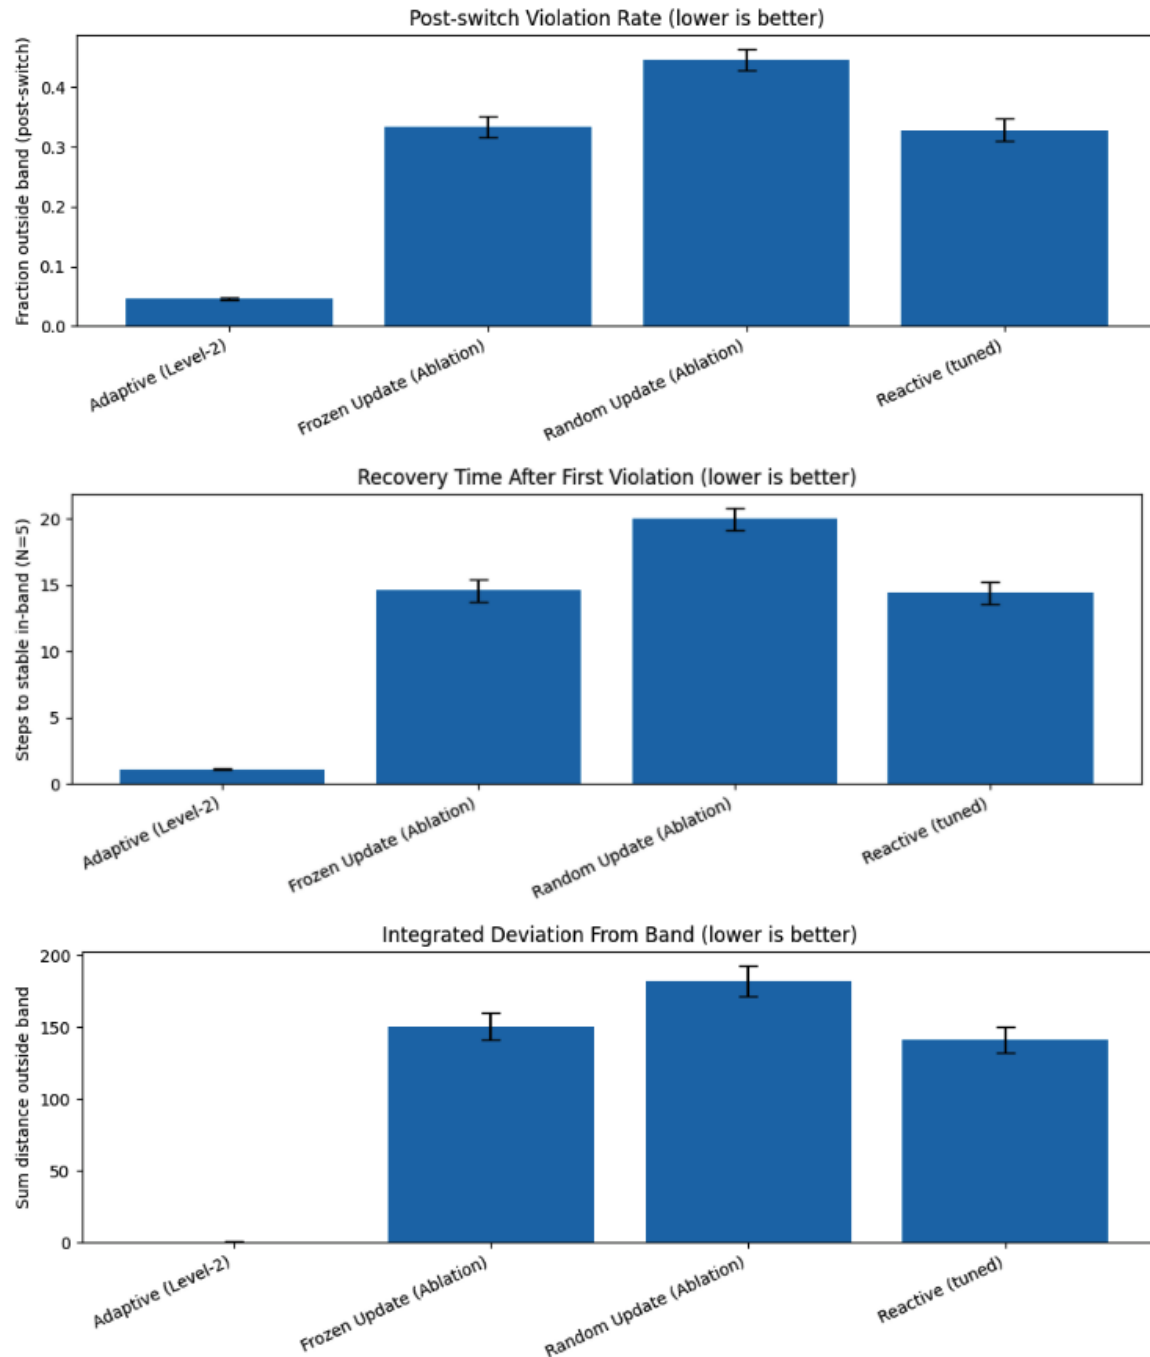 Post-switch Violation Rate (lower is better)
Fraction outside band (post-switch)
0.4
0.3
0.2
0.1
0.0
Adaptive (Level-2)
Frozen Update (Ablation)
Random Update (Ablation)
Reactive (tuned)
Recovery Time After First Violation (lower is better)
Steps to stable in-band (N=5)
20
15
10
5
0
Adaptive (Level-2)
Frozen Update (Ablation)
Random Update (Ablation)
Reactive (tuned)
Integrated Deviation From Band (lower is better)
Sum distance outside band
200
150
100
50
0
Adaptive (Level-2)
Frozen Update (Ablation)
Random Update (Ablation)
Reactive (tuned)